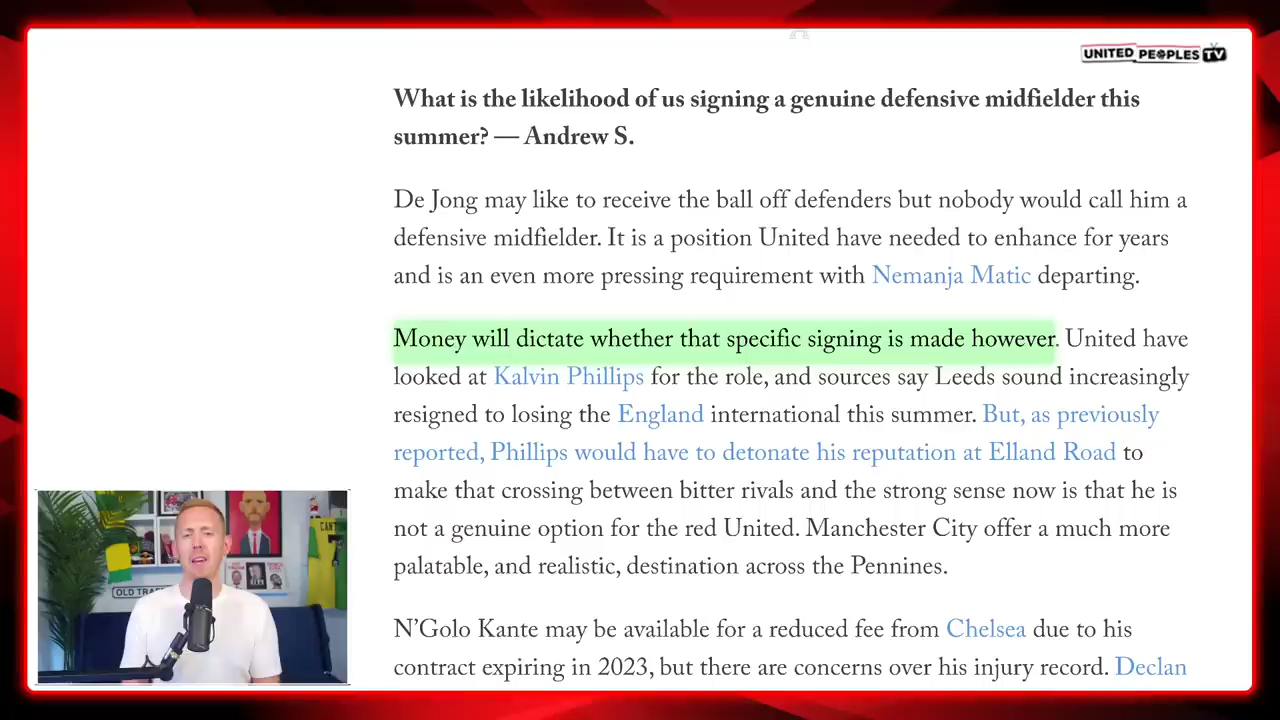 UNITED PEOPLES TV
What is the likelihood of us signing a genuine defensive midfielder this
summer? — Andrew S.
De Jong may like to receive the ball off defenders but nobody would call him a
defensive midfielder. It is a position United have needed to enhance for years
and is an even more pressing requirement with Nemanja Matic departing.
Money will dictate whether that specific signing is made however. United have
looked at Kalvin Phillips for the role, and sources say Leeds sound increasingly
resigned to losing the England international this summer. But, as previously
reported, Phillips would have to detonate his reputation at Elland Road to
make that crossing between bitter rivals and the strong sense now is that he is
not a genuine option for the red United. Manchester City offer a much more
palatable, and realistic, destination across the Pennines.
N'Golo Kante may be available for a reduced fee from Chelsea due to his
contract expiring in 2023, but there are concerns over his injury record. Declan
OLD